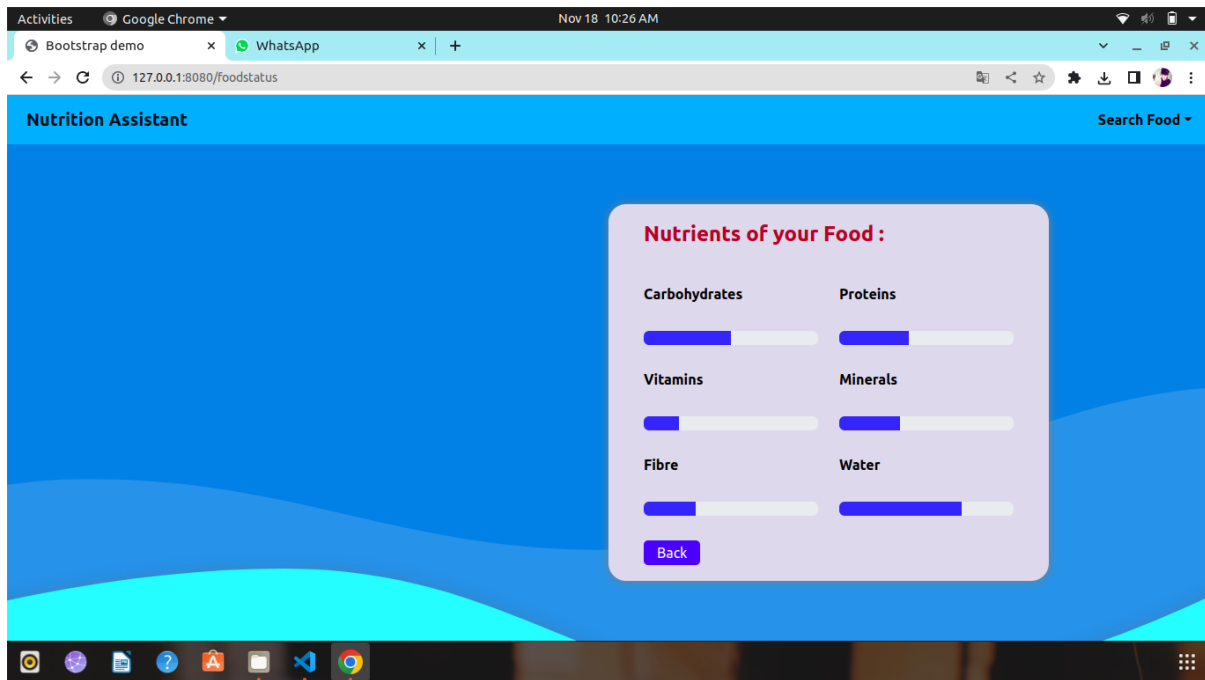 Activities Google Chrome Nov 18 10:26 AM
Bootstrap demo WhatsApp
127.0.0.1:8080/foodstatus
Nutrition Assistant Search Food
Nutrients of your Food :
Carbohydrates Proteins
Vitamins Minerals
Fibre Water
Back